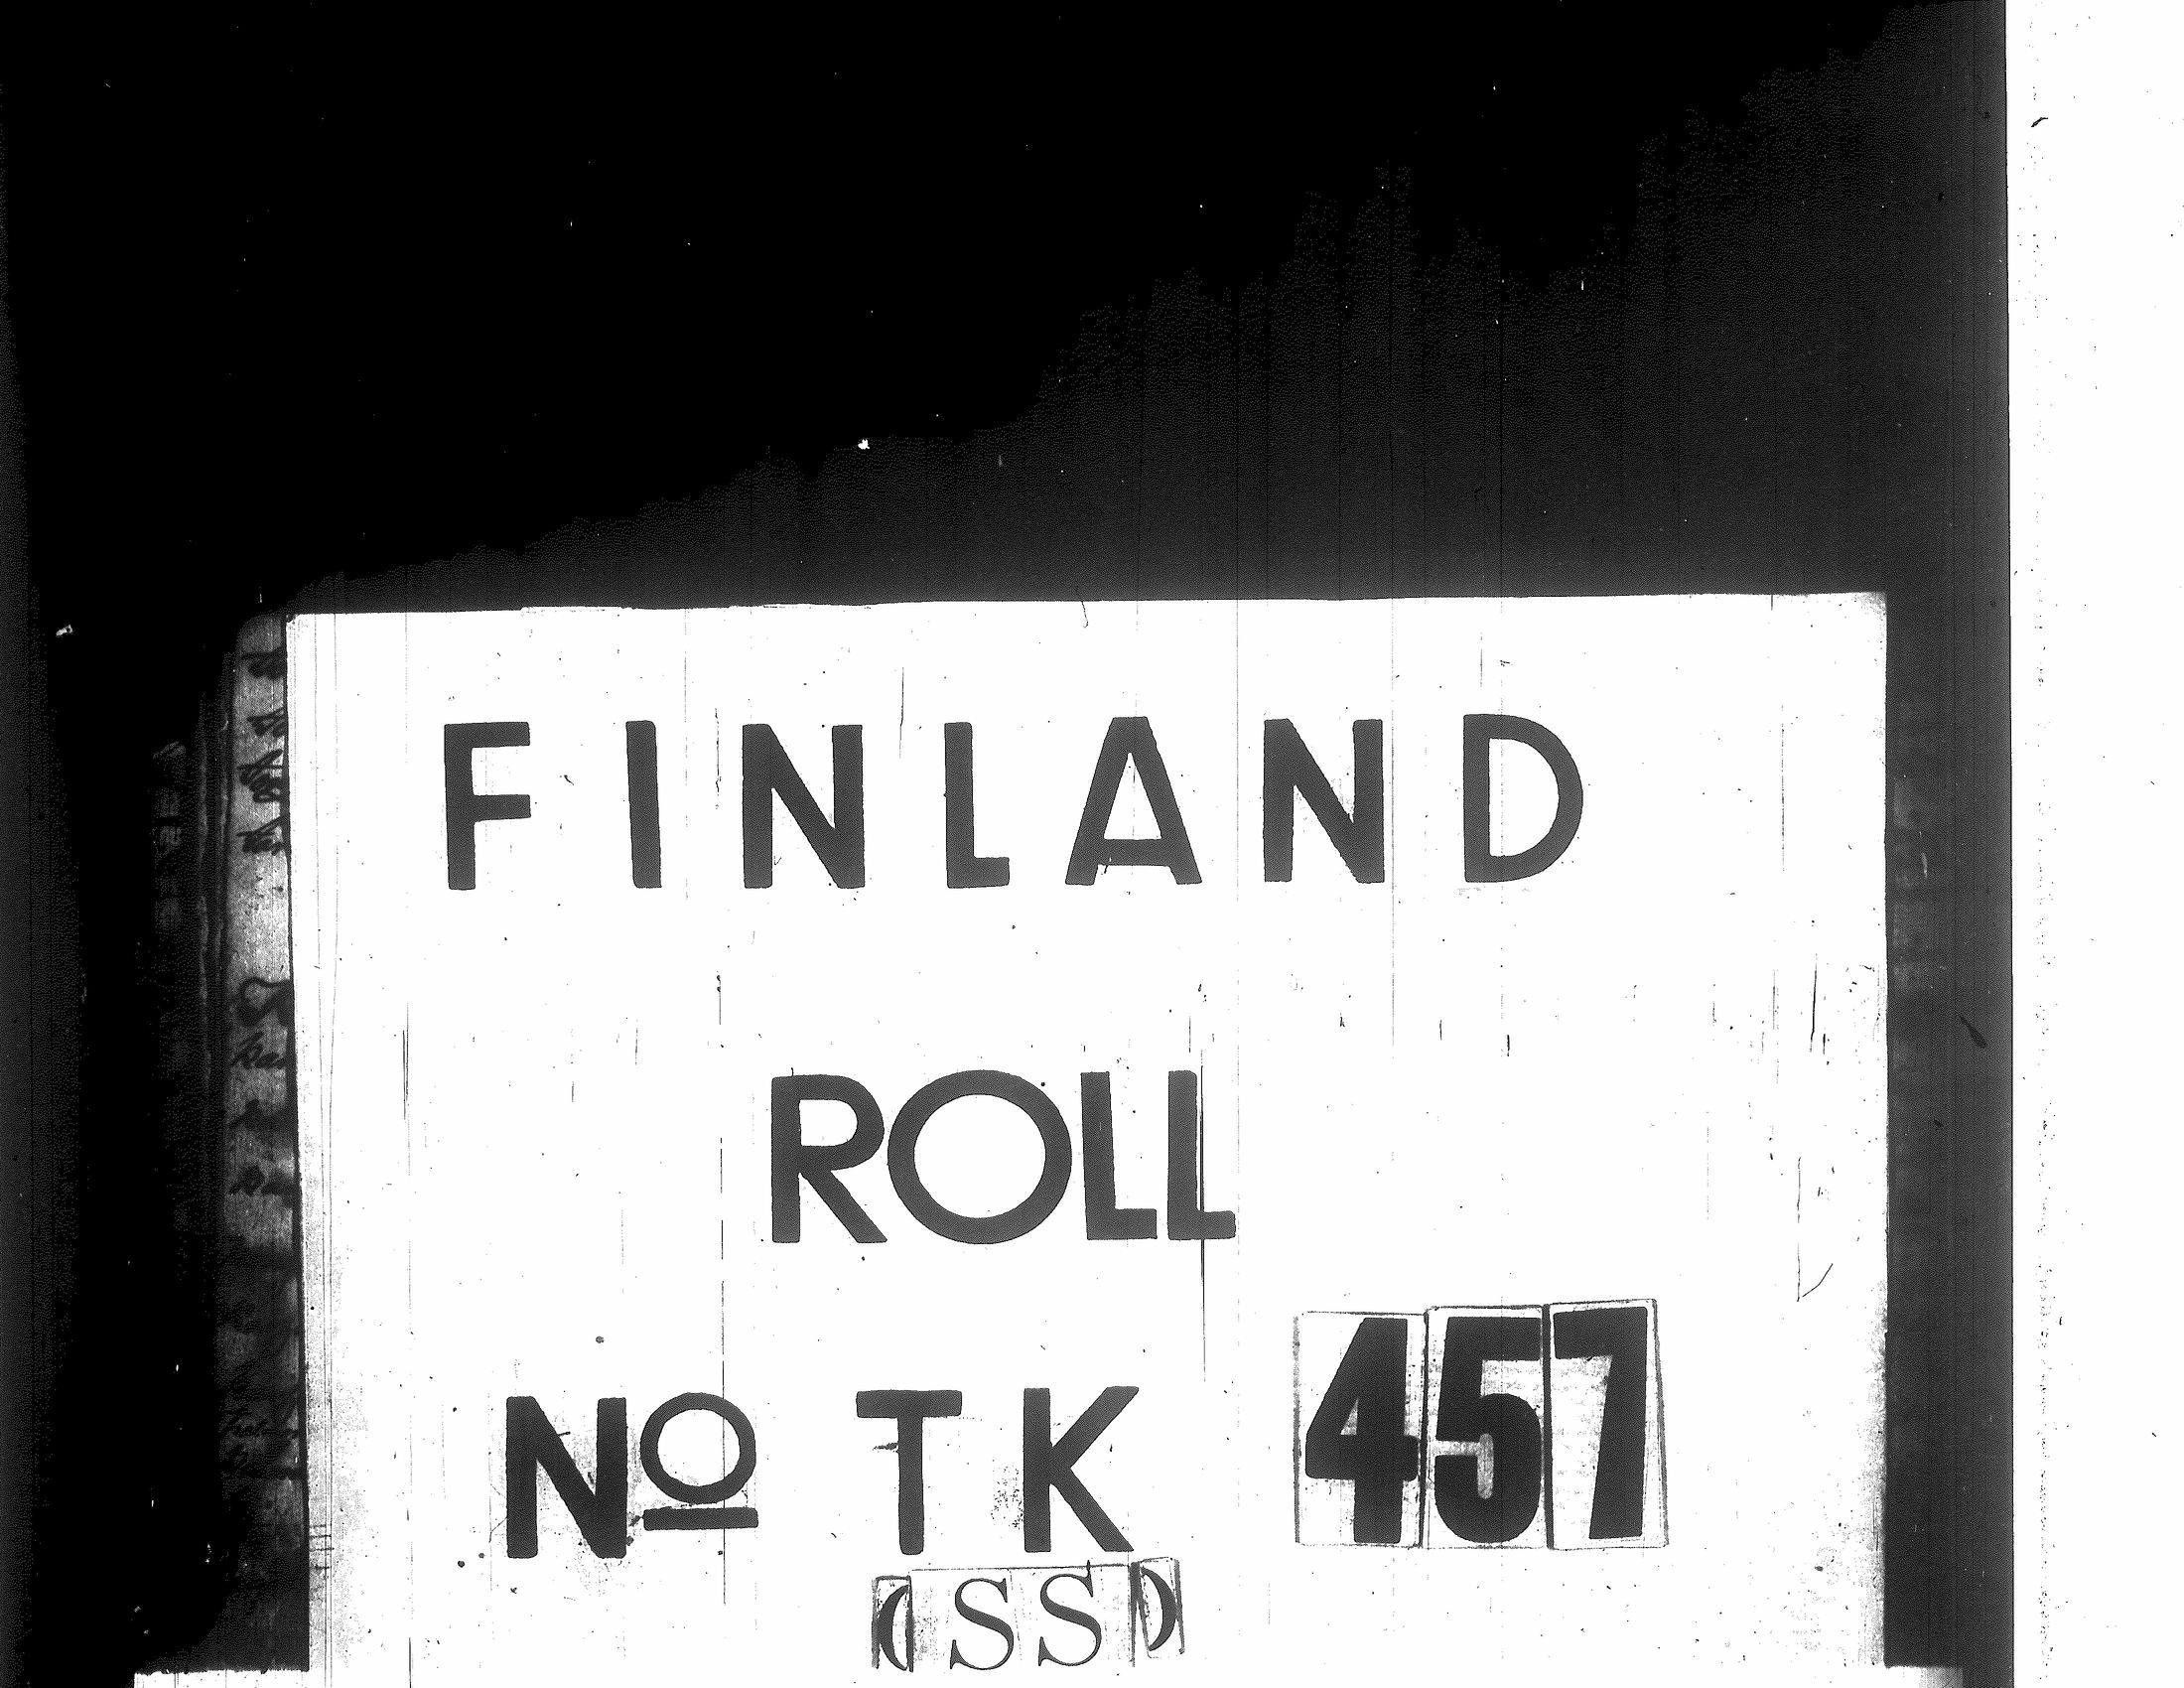 FINLAND
ROLL
Nº TK 457
(SS)